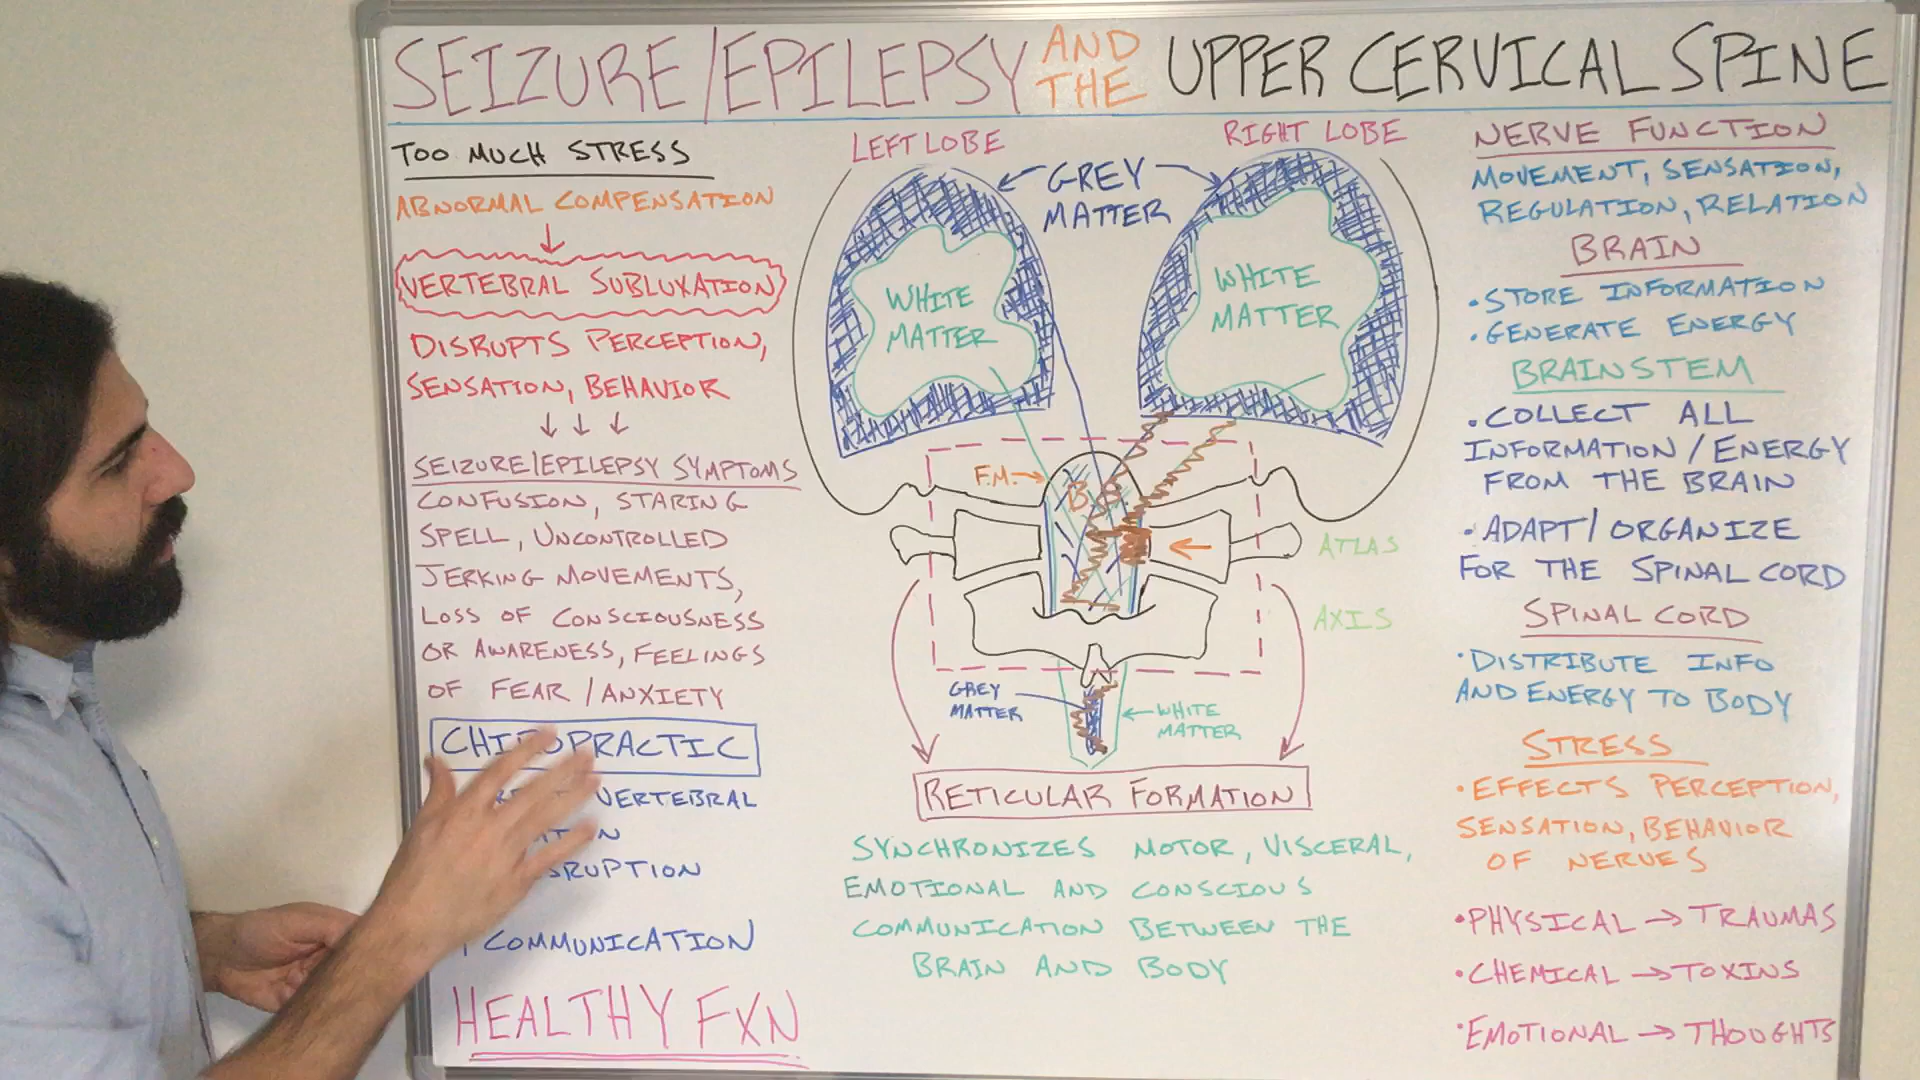 SEIZURE/EPILEPSY AND THE UPPER CERVICAL SPINE
TOO MUCH STRESS
ABNORMAL COMPENSATION
↓
VERTEBRAL SUBLUXATION
DISRUPTS PERCEPTION,
SENSATION, BEHAVIOR
↓ ↓ ↓
SEIZURE/EPILEPSY SYMPTOMS
CONFUSION, STARING
SPELL, UNCONTROLLED
JERKING MOVEMENTS,
LOSS OF CONSCIOUSNESS
OR AWARENESS, FEELINGS
OF FEAR / ANXIETY
CHIROPRACTIC
VERTEBRAL
COMMUNICATION
HEALTHY FXN
LEFT LOBE
RIGHT LOBE
GREY
MATTER
WHITE
MATTER
WHITE
MATTER
F.M.→
B S
ATLAS
AXIS
GREY
MATTER
WHITE
MATTER
RETICULAR FORMATION
SYNCHRONIZES MOTOR, VISCERAL,
EMOTIONAL AND CONSCIOUS
COMMUNICATION BETWEEN THE
BRAIN AND BODY
NERVE FUNCTION
MOVEMENT, SENSATION,
REGULATION, RELATION
BRAIN
•STORE INFORMATION
•GENERATE ENERGY
BRAINSTEM
•COLLECT ALL
INFORMATION/ENERGY
FROM THE BRAIN
•ADAPT/ORGANIZE
FOR THE SPINAL CORD
SPINAL CORD
•DISTRIBUTE INFO
AND ENERGY TO BODY
STRESS
•EFFECTS PERCEPTION,
SENSATION, BEHAVIOR
OF NERVES
•PHYSICAL → TRAUMAS
•CHEMICAL → TOXINS
•EMOTIONAL → THOUGHTS